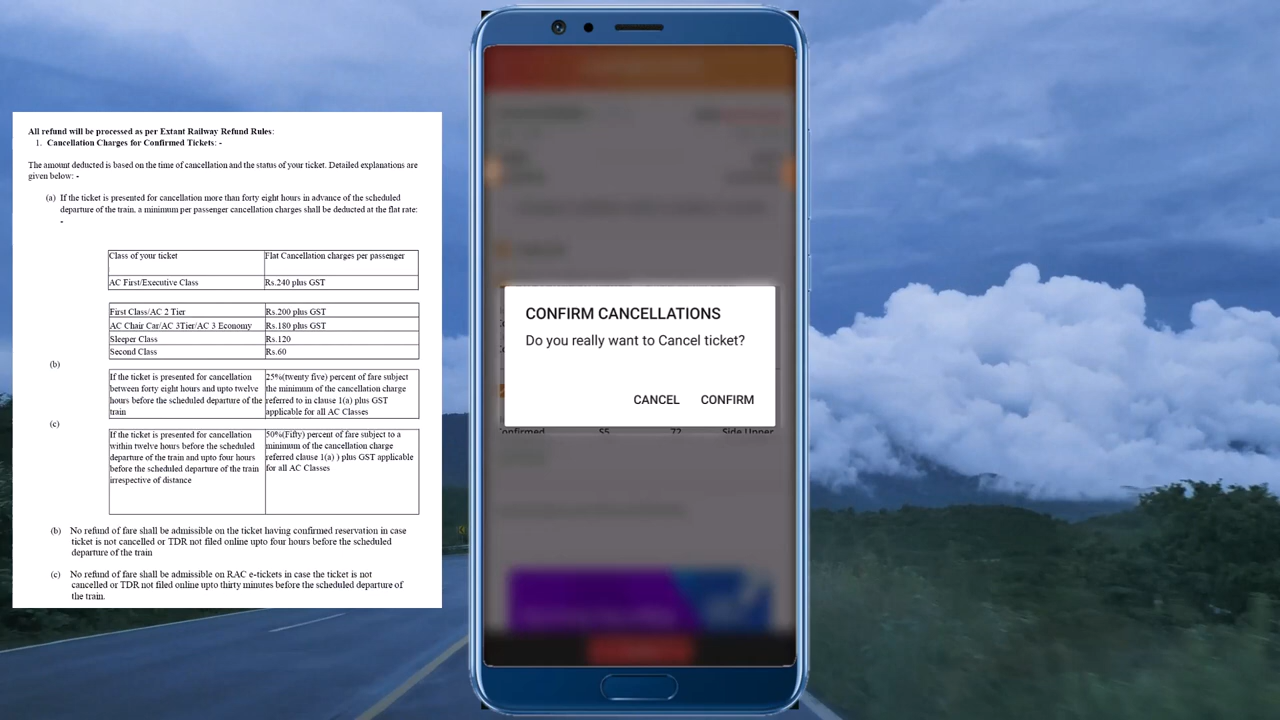 All refund will be processed as per Extant Railway Refund Rules:
1. Cancellation Charges for Confirmed Tickets: -
The amount deducted is based on the time of cancellation and the status of your ticket. Detailed explanations are
given below: -
(a) If the ticket is presented for cancellation more than forty eight hours in advance of the scheduled
departure of the train, a minimum per passenger cancellation charges shall be deducted at the flat rate:
-
Class of your ticket Flat Cancellation charges per passenger
AC First/Executive Class Rs.240 plus GST
First Class/AC 2 Tier Rs.200 plus GST
AC Chair Car/AC 3Tier/AC 3 Economy Rs.180 plus GST
Sleeper Class Rs.120
Second Class Rs.60
(b)
If the ticket is presented for cancellation
between forty eight hours and upto twelve
hours before the scheduled departure of the
train
25%(twenty five) percent of fare subject
the minimum of the cancellation charge
referred to in clause 1(a) plus GST
applicable for all AC Classes
(c)
If the ticket is presented for cancellation
within twelve hours before the scheduled
departure of the train and upto four hours
before the scheduled departure of the train
irrespective of distance
50%(Fifty) percent of fare subject to a
minimum of the cancellation charge
referred clause 1(a) ) plus GST applicable
for all AC Classes
(b) No refund of fare shall be admissible on the ticket having confirmed reservation in case
ticket is not cancelled or TDR not filed online upto four hours before the scheduled
departure of the train
(c) No refund of fare shall be admissible on RAC e-tickets in case the ticket is not
cancelled or TDR not filed online upto thirty minutes before the scheduled departure of
the train.
CONFIRM CANCELLATIONS
Do you really want to Cancel ticket?
CANCEL CONFIRM
Confirmed 55 72 Side Upper